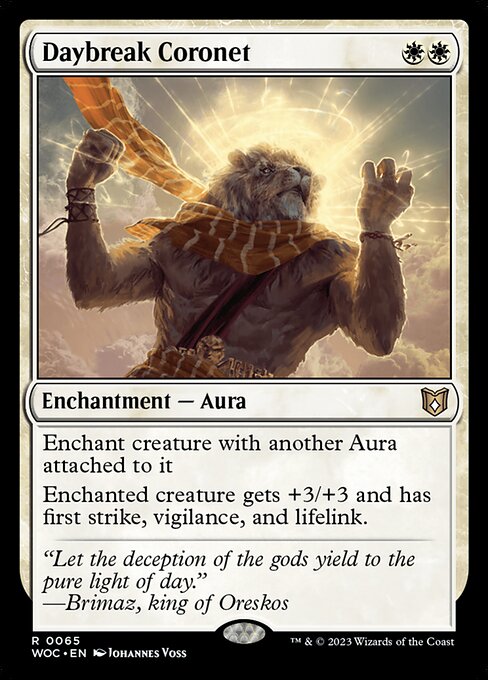 Daybreak Coronet
Enchantment — Aura
Enchant creature with another Aura
attached to it
Enchanted creature gets +3/+3 and has
first strike, vigilance, and lifelink.
“Let the deception of the gods yield to the
pure light of day.”
—Brimaz, king of Oreskos
R 0065
WOC • EN Johannes Voss
™ & © 2023 Wizards of the Coast